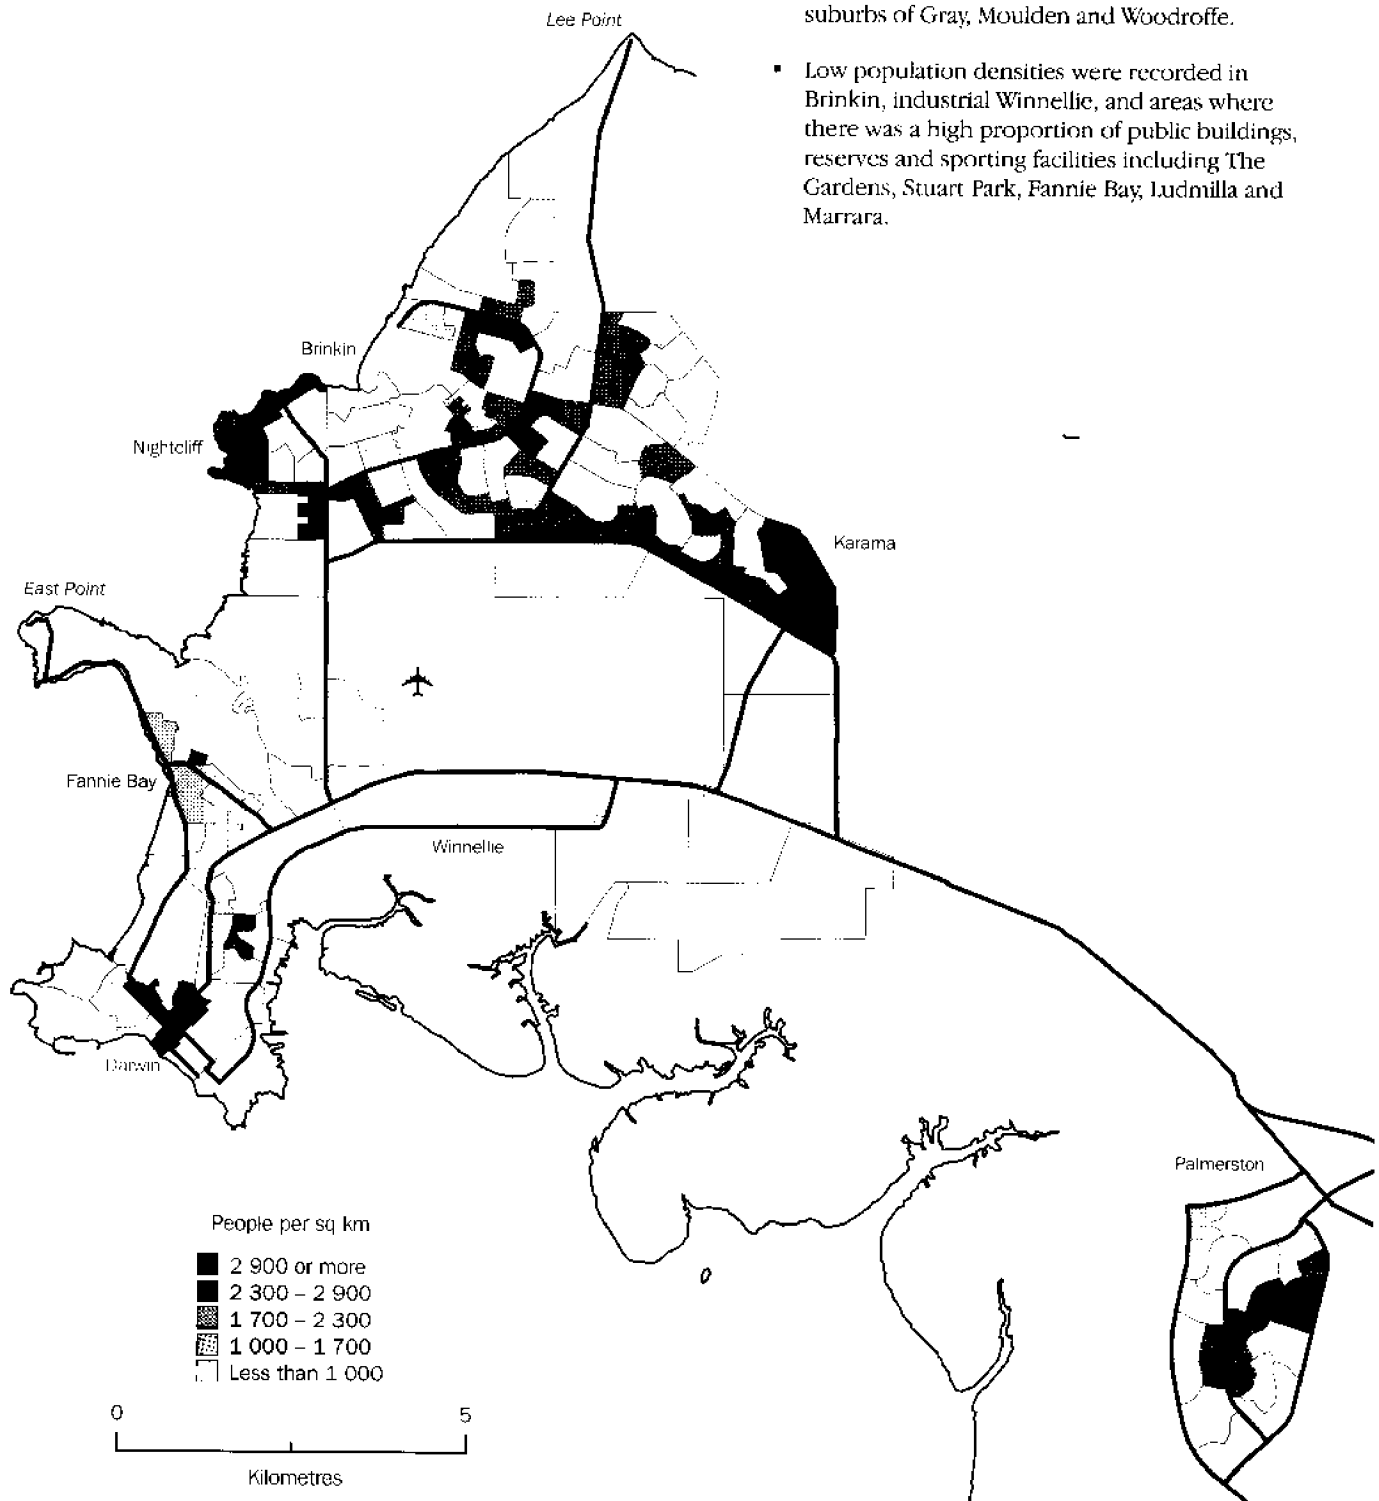 Lee Point
suburbs of Gray, Moulden and Woodroffe.
▪ Low population densities were recorded in
Brinkin, industrial Winnellie, and areas where
there was a high proportion of public buildings,
reserves and sporting facilities including The
Gardens, Stuart Park, Fannie Bay, Ludmilla and
Marrara.
Brinkin
Nightcliff
Karama
East Point
Fannie Bay
Winnellie
Darwin
Palmerston
People per sq km
2 900 or more
2 300 – 2 900
1 700 – 2 300
1 000 – 1 700
Less than 1 000
0 5
Kilometres